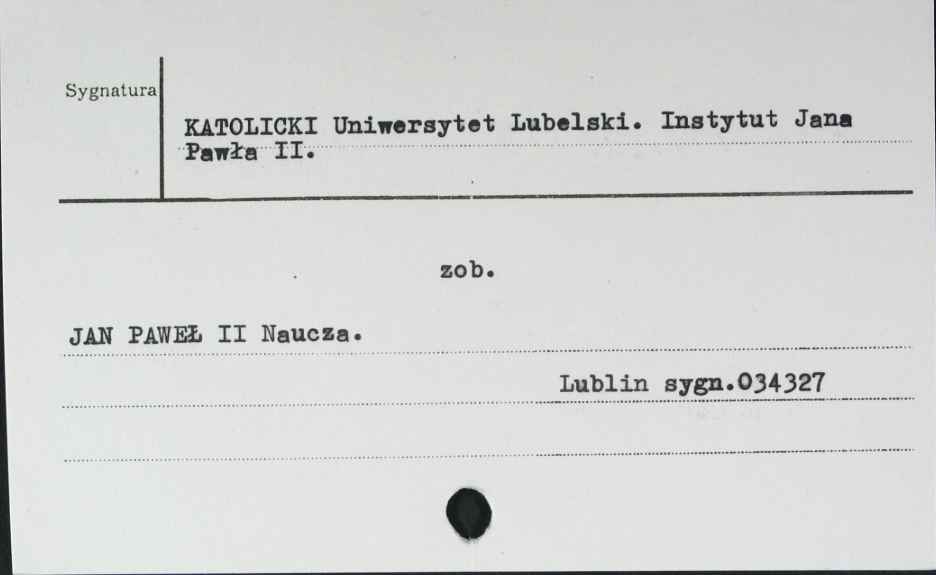 Sygnatura
KATOLICKI Uniwersytet Lubelski. Instytut Jana
Pawła II.
zob.
JAN PAWEŁ II Naucza.
Lublin sygn.034327